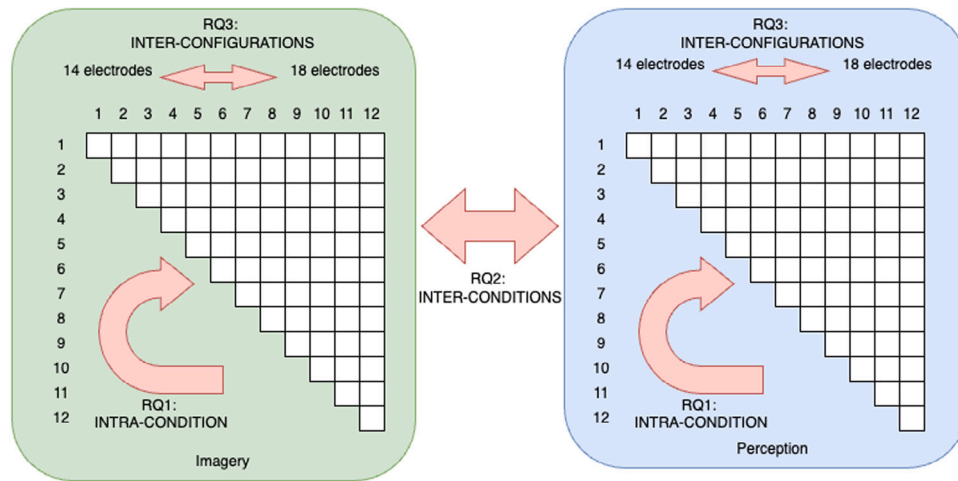 RQ3:
INTER-CONFIGURATIONS
14 electrodes 18 electrodes
1 2 3 4 5 6 7 8 9 10 11 12
1
2
3
4
5
6
7
8
9
10
11
12
RQ1:
INTRA-CONDITION
Imagery
RQ2:
INTER-CONDITIONS
RQ3:
INTER-CONFIGURATIONS
14 electrodes 18 electrodes
1 2 3 4 5 6 7 8 9 10 11 12
1
2
3
4
5
6
7
8
9
10
11
12
RQ1:
INTRA-CONDITION
Perception